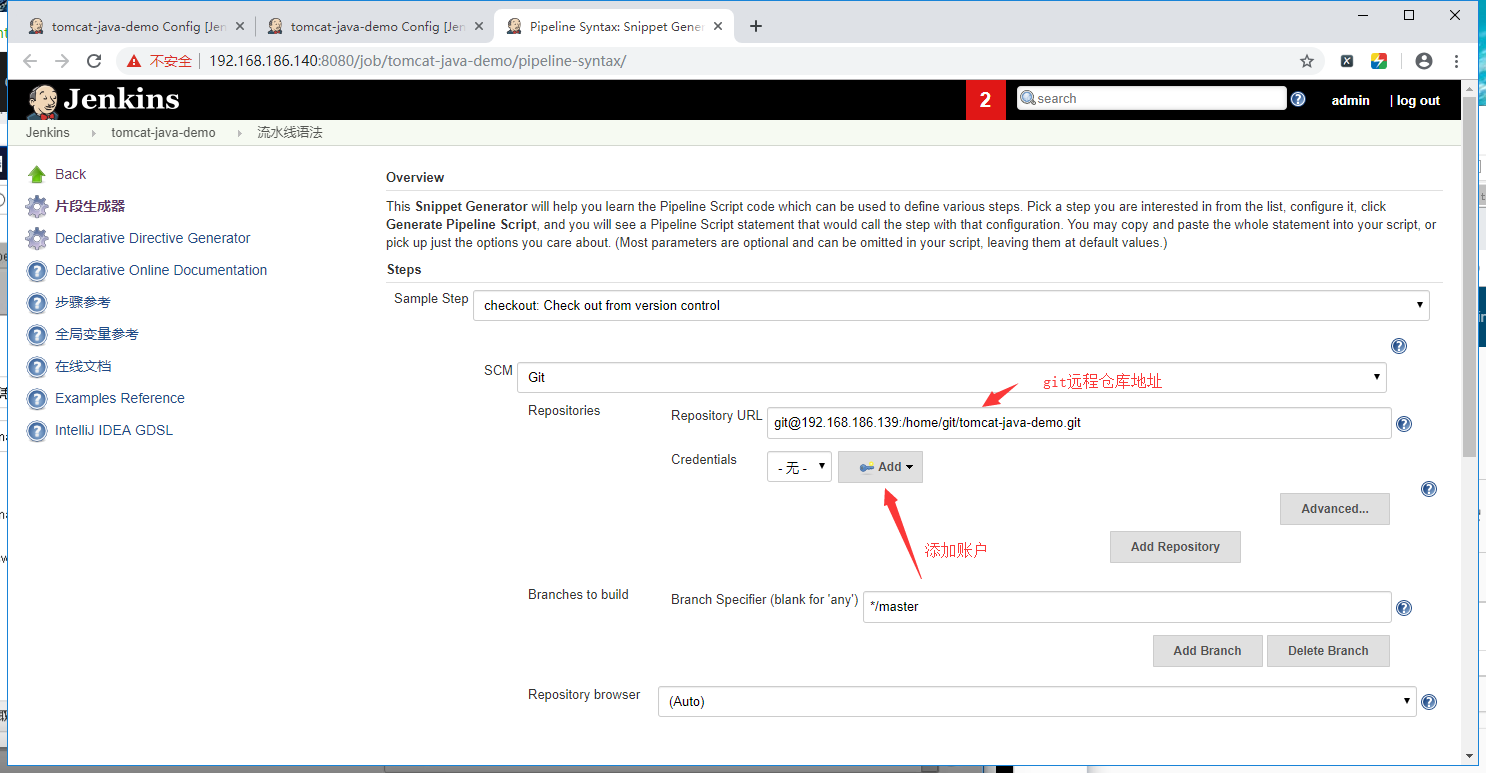 tomcat-java-demo Config [Jen
tomcat-java-demo Config [Jen
Pipeline Syntax: Snippet Gener
不安全
192.168.186.140:8080/job/tomcat-java-demo/pipeline-syntax/
Jenkins
2
search
admin
| log out
Jenkins
tomcat-java-demo
流水线语法
Back
片段生成器
Declarative Directive Generator
Declarative Online Documentation
步骤参考
全局变量参考
在线文档
Examples Reference
IntelliJ IDEA GDSL
Overview
This Snippet Generator will help you learn the Pipeline Script code which can be used to define various steps. Pick a step you are interested in from the list, configure it, click
Generate Pipeline Script, and you will see a Pipeline Script statement that would call the step with that configuration. You may copy and paste the whole statement into your script, or
pick up just the options you care about. (Most parameters are optional and can be omitted in your script, leaving them at default values.)
Steps
Sample Step
checkout: Check out from version control
SCM
Git
git远程仓库地址
Repositories
Repository URL
git@192.168.186.139:/home/git/tomcat-java-demo.git
Credentials
- 无 -
Add
Advanced...
添加账户
Add Repository
Branches to build
Branch Specifier (blank for 'any')
*/master
Add Branch
Delete Branch
Repository browser
(Auto)